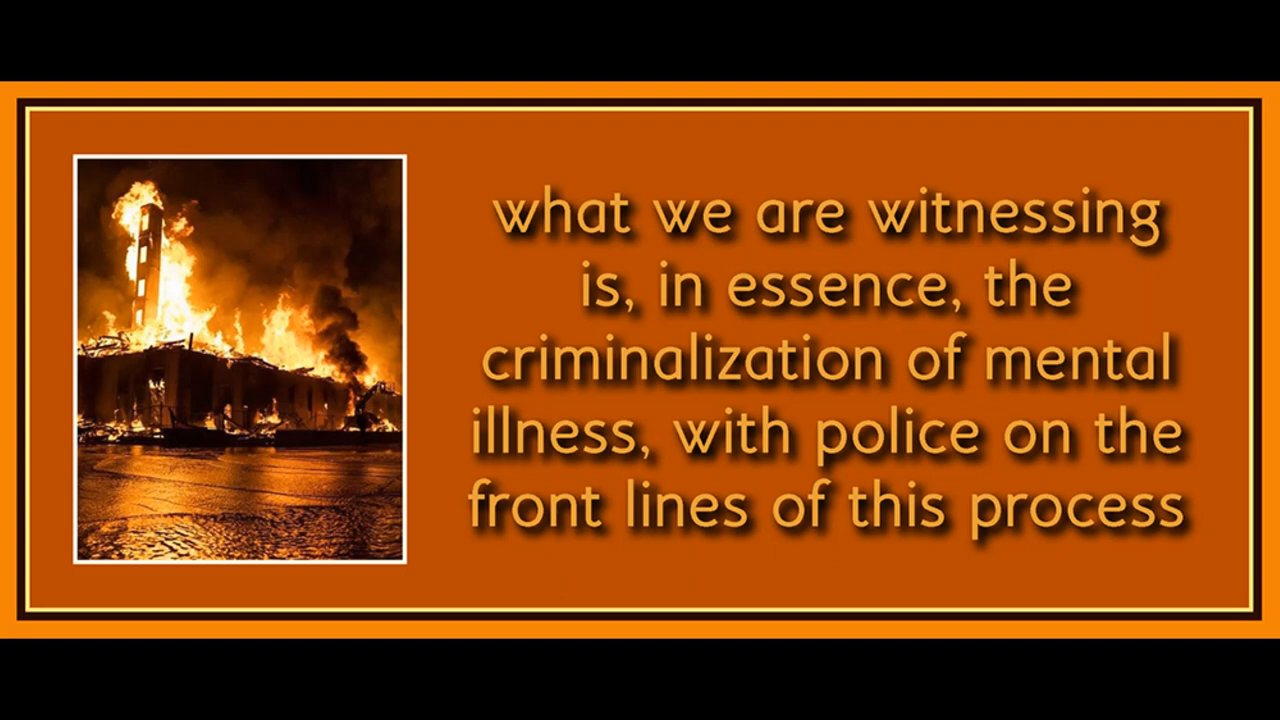 what we are witnessing
is, in essence, the
criminalization of mental
illness, with police on the
front lines of this process